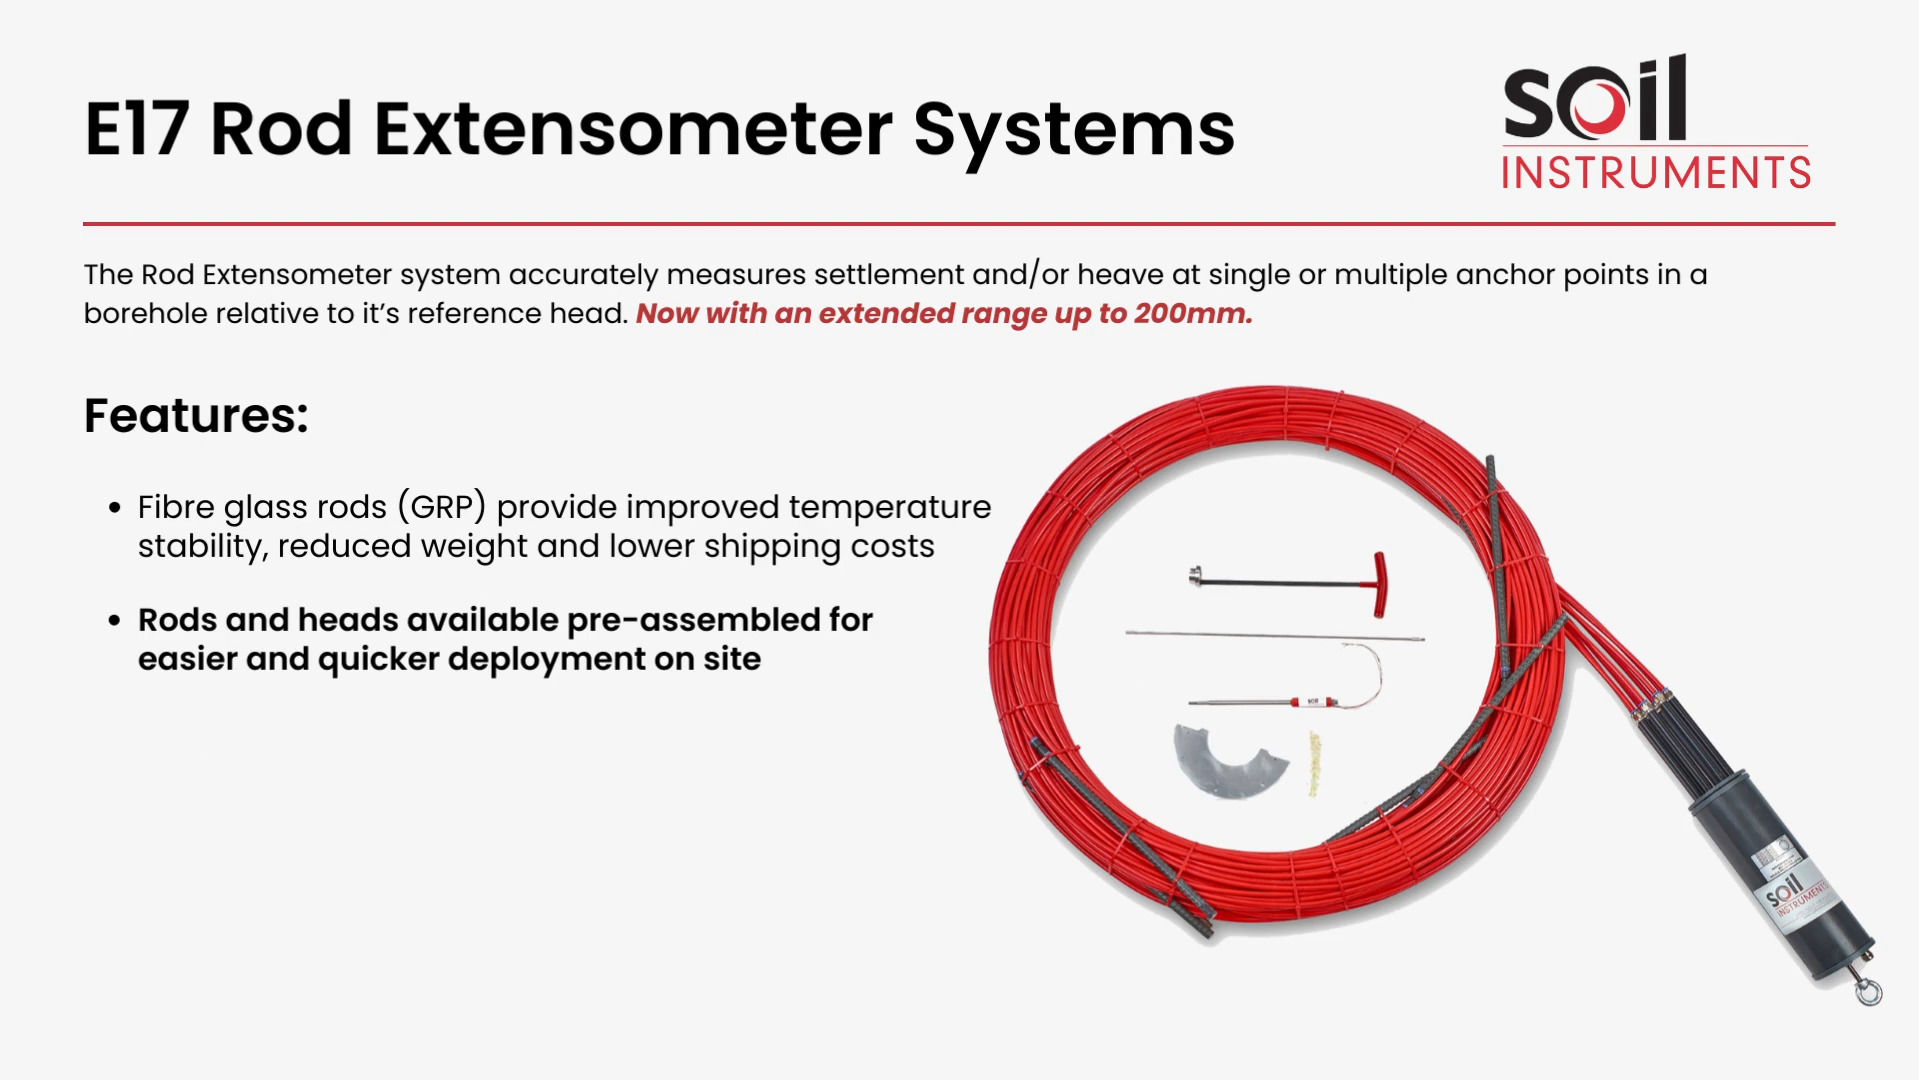 E17 Rod Extensometer Systems
soil
INSTRUMENTS
The Rod Extensometer system accurately measures settlement and/or heave at single or multiple anchor points in a
borehole relative to it’s reference head. Now with an extended range up to 200mm.
Features:
• Fibre glass rods (GRP) provide improved temperature
stability, reduced weight and lower shipping costs
• Rods and heads available pre-assembled for
easier and quicker deployment on site
soil
soil
INSTRUMENTS